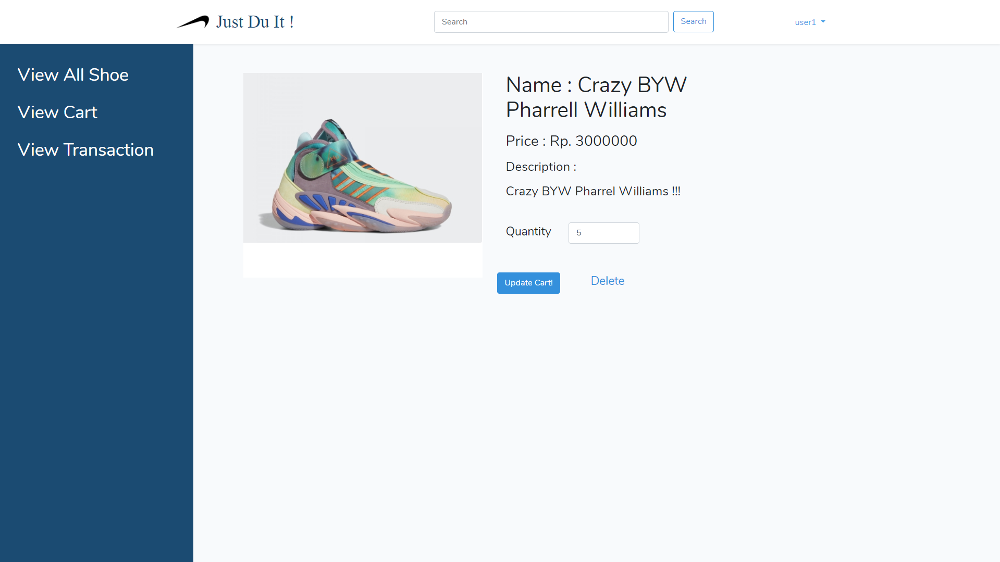 Just Du It !
Search
Search
user1
View All Shoe
View Cart
View Transaction
Name : Crazy BYW
Pharrell Williams
Price : Rp. 3000000
Description :
Crazy BYW Pharrel Williams !!!
Quantity
5
Update Cart!
Delete